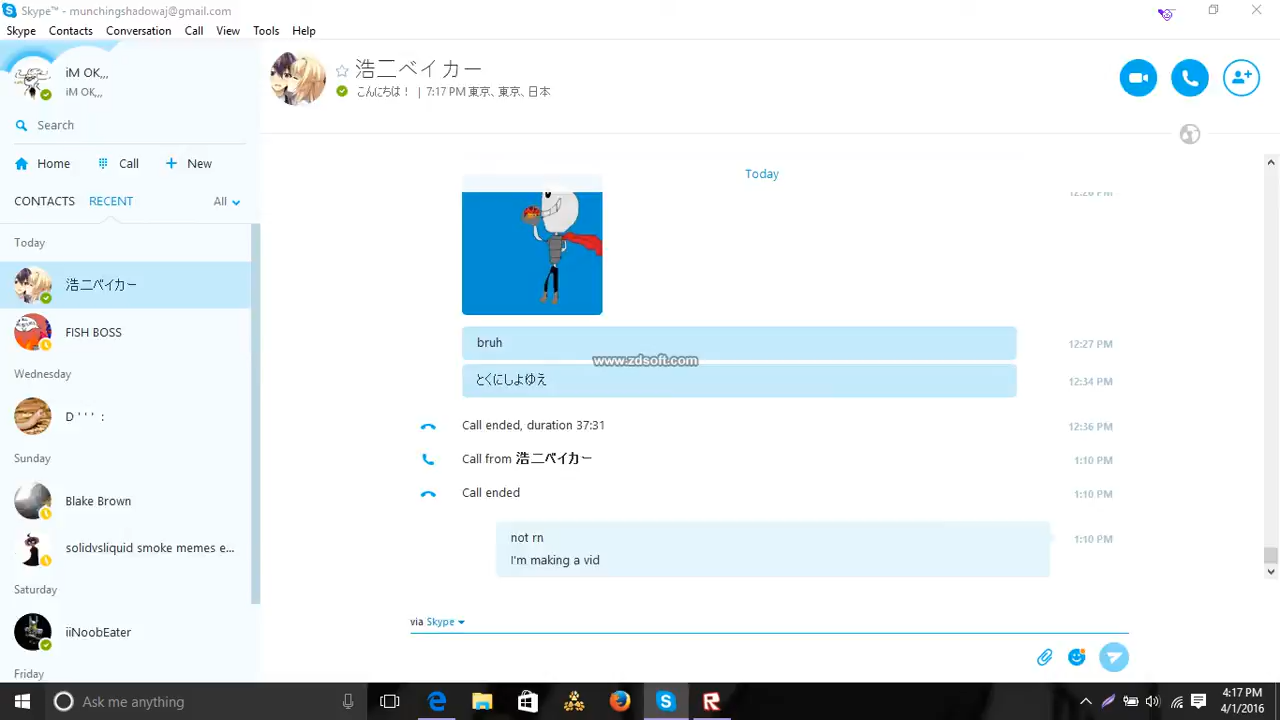 Skype™ - munchingshadowaj@gmail.com
Skype Contacts Conversation Call View Tools Help
iM OK,,,
iM OK,,,
Search
Home Call New
CONTACTS RECENT All
Today
浩二ベイカー
FISH BOSS
Wednesday
D ' ' ' :
Sunday
Blake Brown
solidvsliquid smoke memes e...
Saturday
iiNoobEater
Friday
浩二ベイカー
こんにちは！ | 7:17 PM 東京、東京、日本
Today
12:26 PM
bruh 12:27 PM
www.zdsoft.com
とくにしよゆえ 12:34 PM
Call ended, duration 37:31 12:36 PM
Call from 浩二ベイカー 1:10 PM
Call ended 1:10 PM
not rn 1:10 PM
I'm making a vid
via Skype
Ask me anything
4:17 PM
4/1/2016